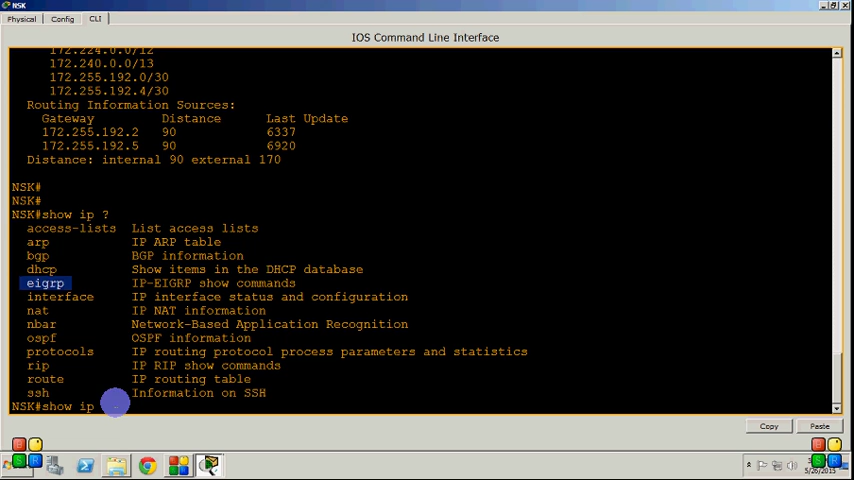 NSK
Physical Config CLI
IOS Command Line Interface
172.224.0.0/12
172.240.0.0/13
172.255.192.0/30
172.255.192.4/30
Routing Information Sources:
Gateway Distance Last Update
172.255.192.2 90 6337
172.255.192.5 90 6920
Distance: internal 90 external 170
NSK#
NSK#
NSK#show ip ?
access-lists List access lists
arp IP ARP table
bgp BGP information
dhcp Show items in the DHCP database
eigrp IP-EIGRP show commands
interface IP interface status and configuration
nat IP NAT information
nbar Network-Based Application Recognition
ospf OSPF information
protocols IP routing protocol process parameters and statistics
rip IP RIP show commands
route IP routing table
ssh Information on SSH
NSK#show ip
Copy Paste
5/26/2015